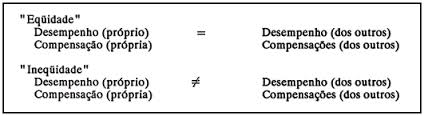 "Eqüidade"
Desempenho (próprio) = Desempenho (dos outros)
Compensação (própria) Compensações (dos outros)
"Ineqüidade"
Desempenho (próprio) ≠ Desempenho (dos outros)
Compensação (própria) Compensações (dos outros)